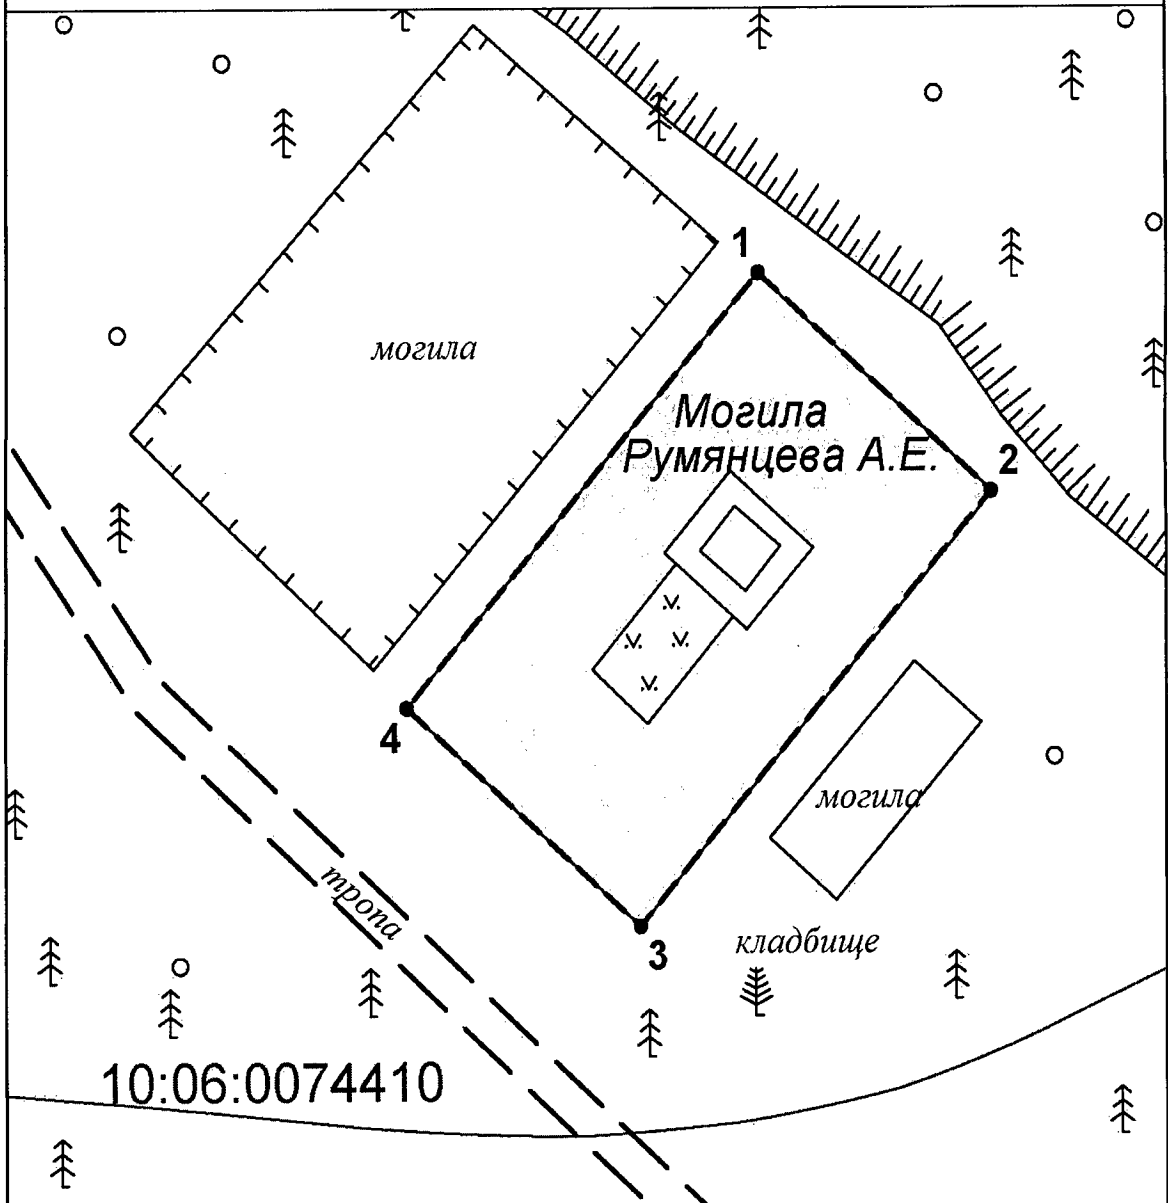 1
могила
Могила
Румянцева А.Е.
2
4
могила
тропа
3
кладбище
10:06:0074410